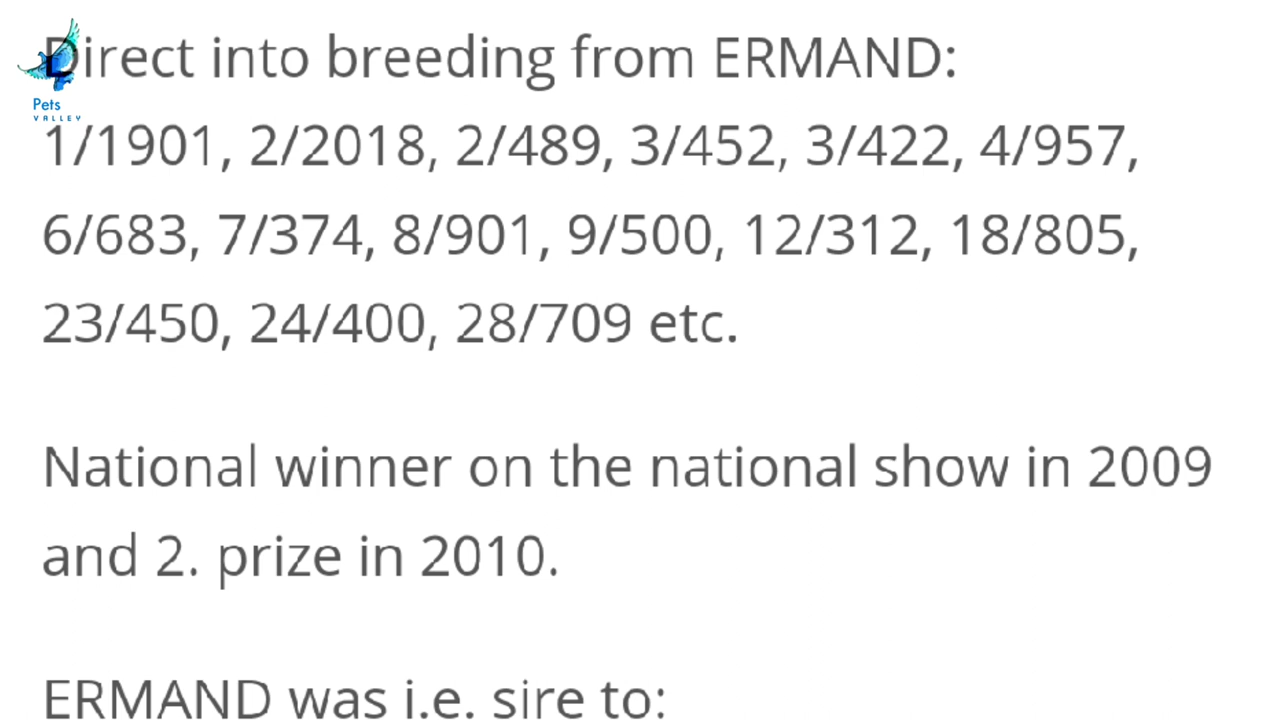 Direct into breeding from ERMAND:
Pets
VALLEY
1/1901, 2/2018, 2/489, 3/452, 3/422, 4/957,
6/683, 7/374, 8/901, 9/500, 12/312, 18/805,
23/450, 24/400, 28/709 etc.
National winner on the national show in 2009
and 2. prize in 2010.
ERMAND was i.e. sire to: